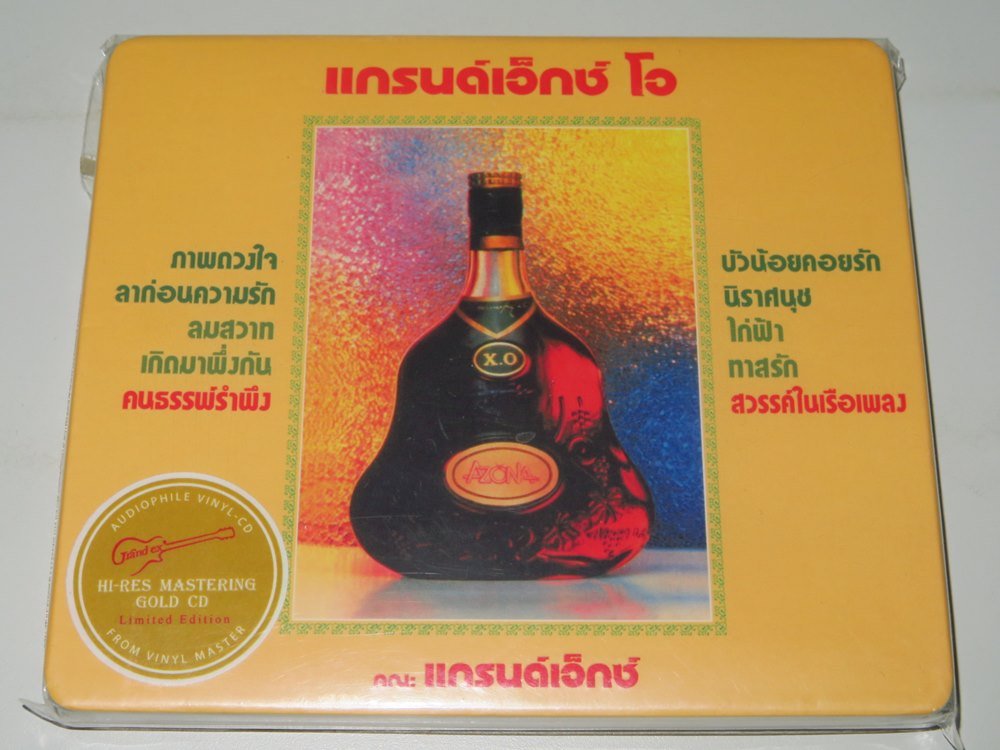 แกรนด์เอ็กซ์ โอ
ภาพดวงใจ
ลาก่อนความรัก
ลมสวาท
เกิดมาพึ่งกัน
คนธรรพ์รำพึง
บัวน้อยคอยรัก
นิราศนุช
ไก่ฟ้า
ทาสรัก
สวรรค์ในเรือเพลง
X.O
AZONA
AUDIOPHILE VINYL-CD
Grand ex'
HI-RES MASTERING
GOLD CD
Limited Edition
FROM VINYL MASTER
คณะ แกรนด์เอ็กซ์